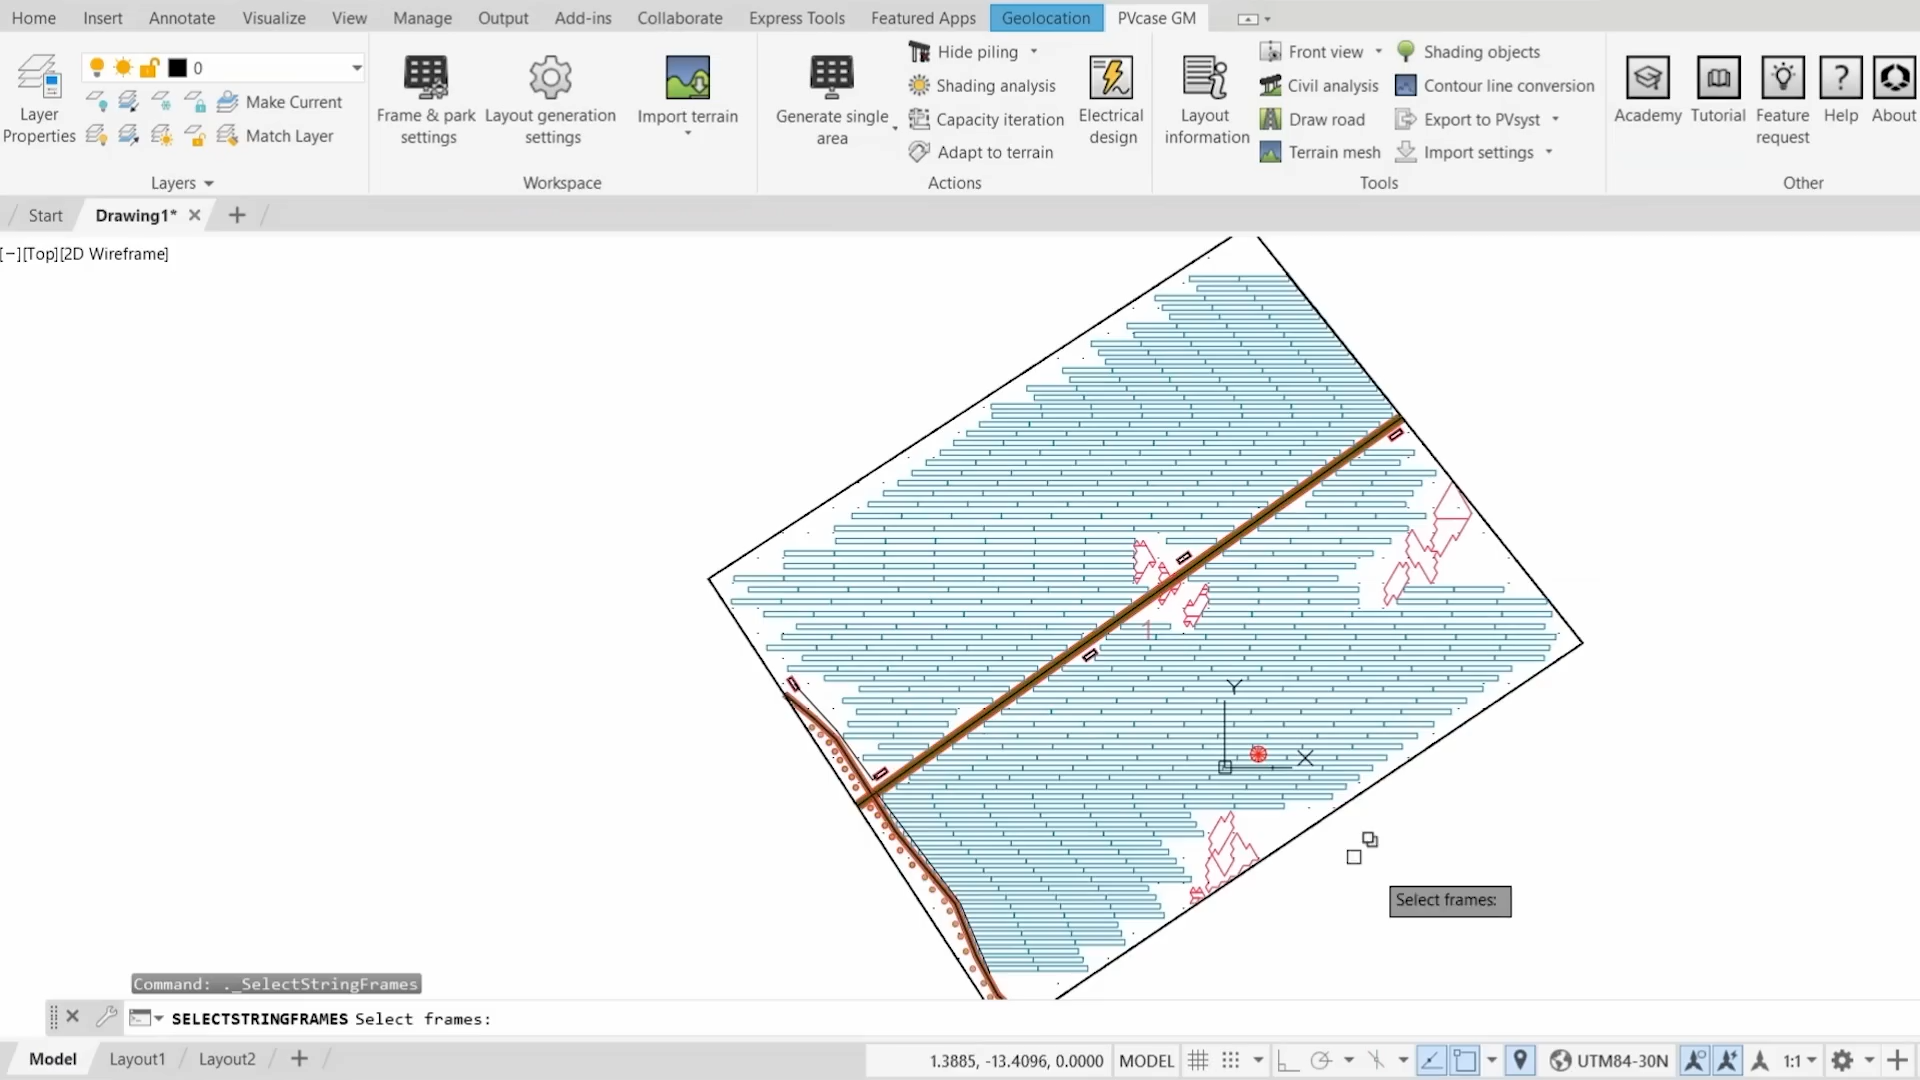 Home Insert Annotate Visualize View Manage Output Add-ins Collaborate Express Tools Featured Apps Geolocation PVcase GM
0
Layer
Properties
Make Current
Match Layer
Layers
Frame & park
settings
Layout generation
settings
Import terrain
Workspace
Generate single
area
Hide piling
Shading analysis
Capacity iteration
Adapt to terrain
Electrical
design
Actions
Layout
information
Front view
Civil analysis
Draw road
Terrain mesh
Shading objects
Contour line conversion
Export to PVsyst
Import settings
Tools
Academy
Tutorial
Feature
request
Help
About
Other
Start Drawing1*
[−][Top][2D Wireframe]
1
Y
X
Select frames:
Command: ._SelectStringFrames
SELECTSTRINGFRAMES Select frames:
Model Layout1 Layout2
1.3885, -13.4096, 0.0000 MODEL UTM84-30N 1:1